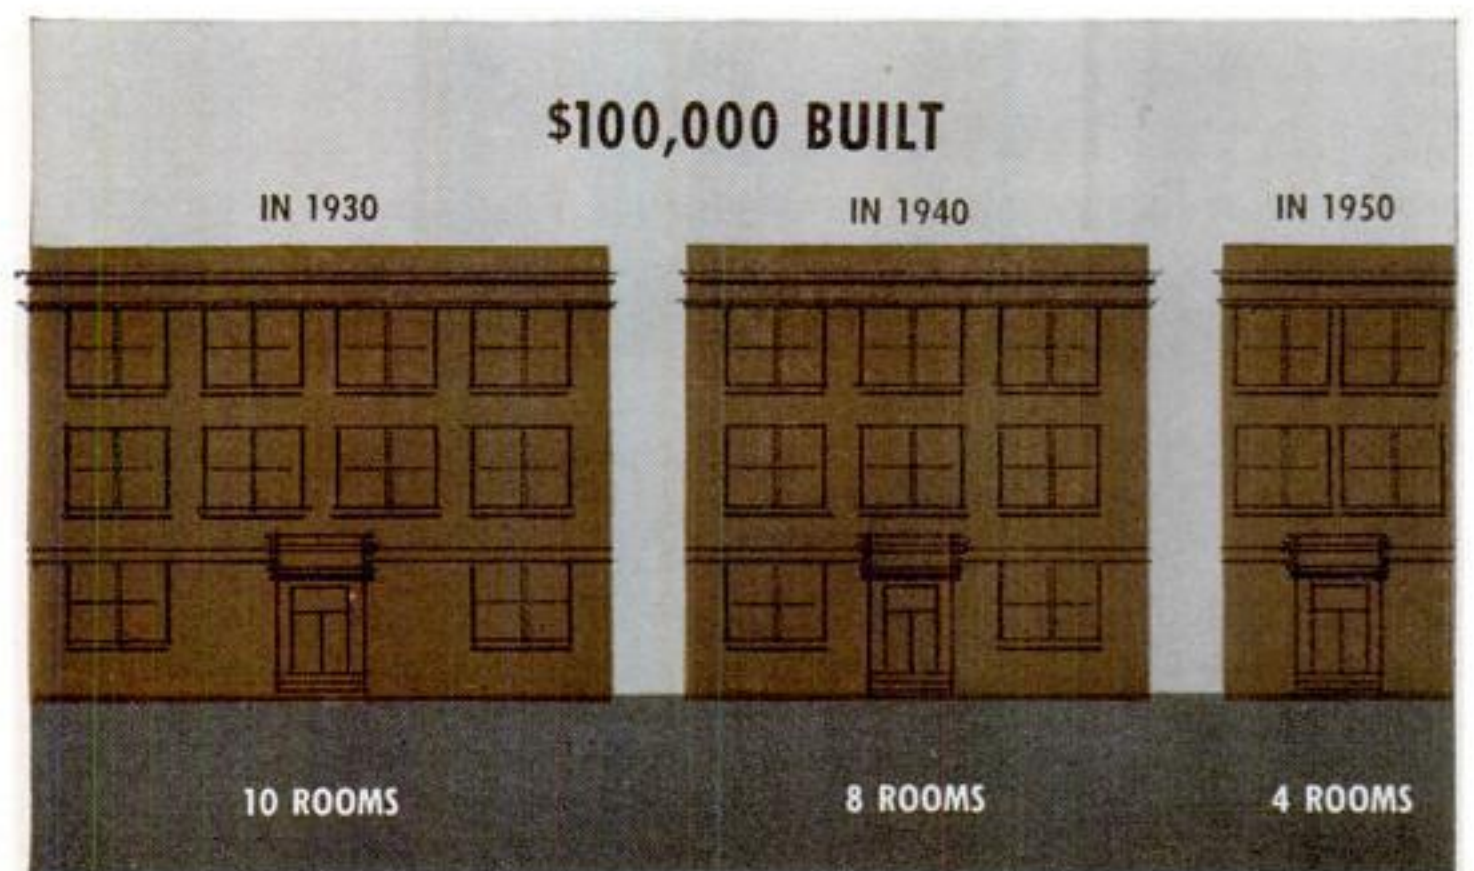 $100,000 BUILT
IN 1930
IN 1940
IN 1950
10 ROOMS
8 ROOMS
4 ROOMS